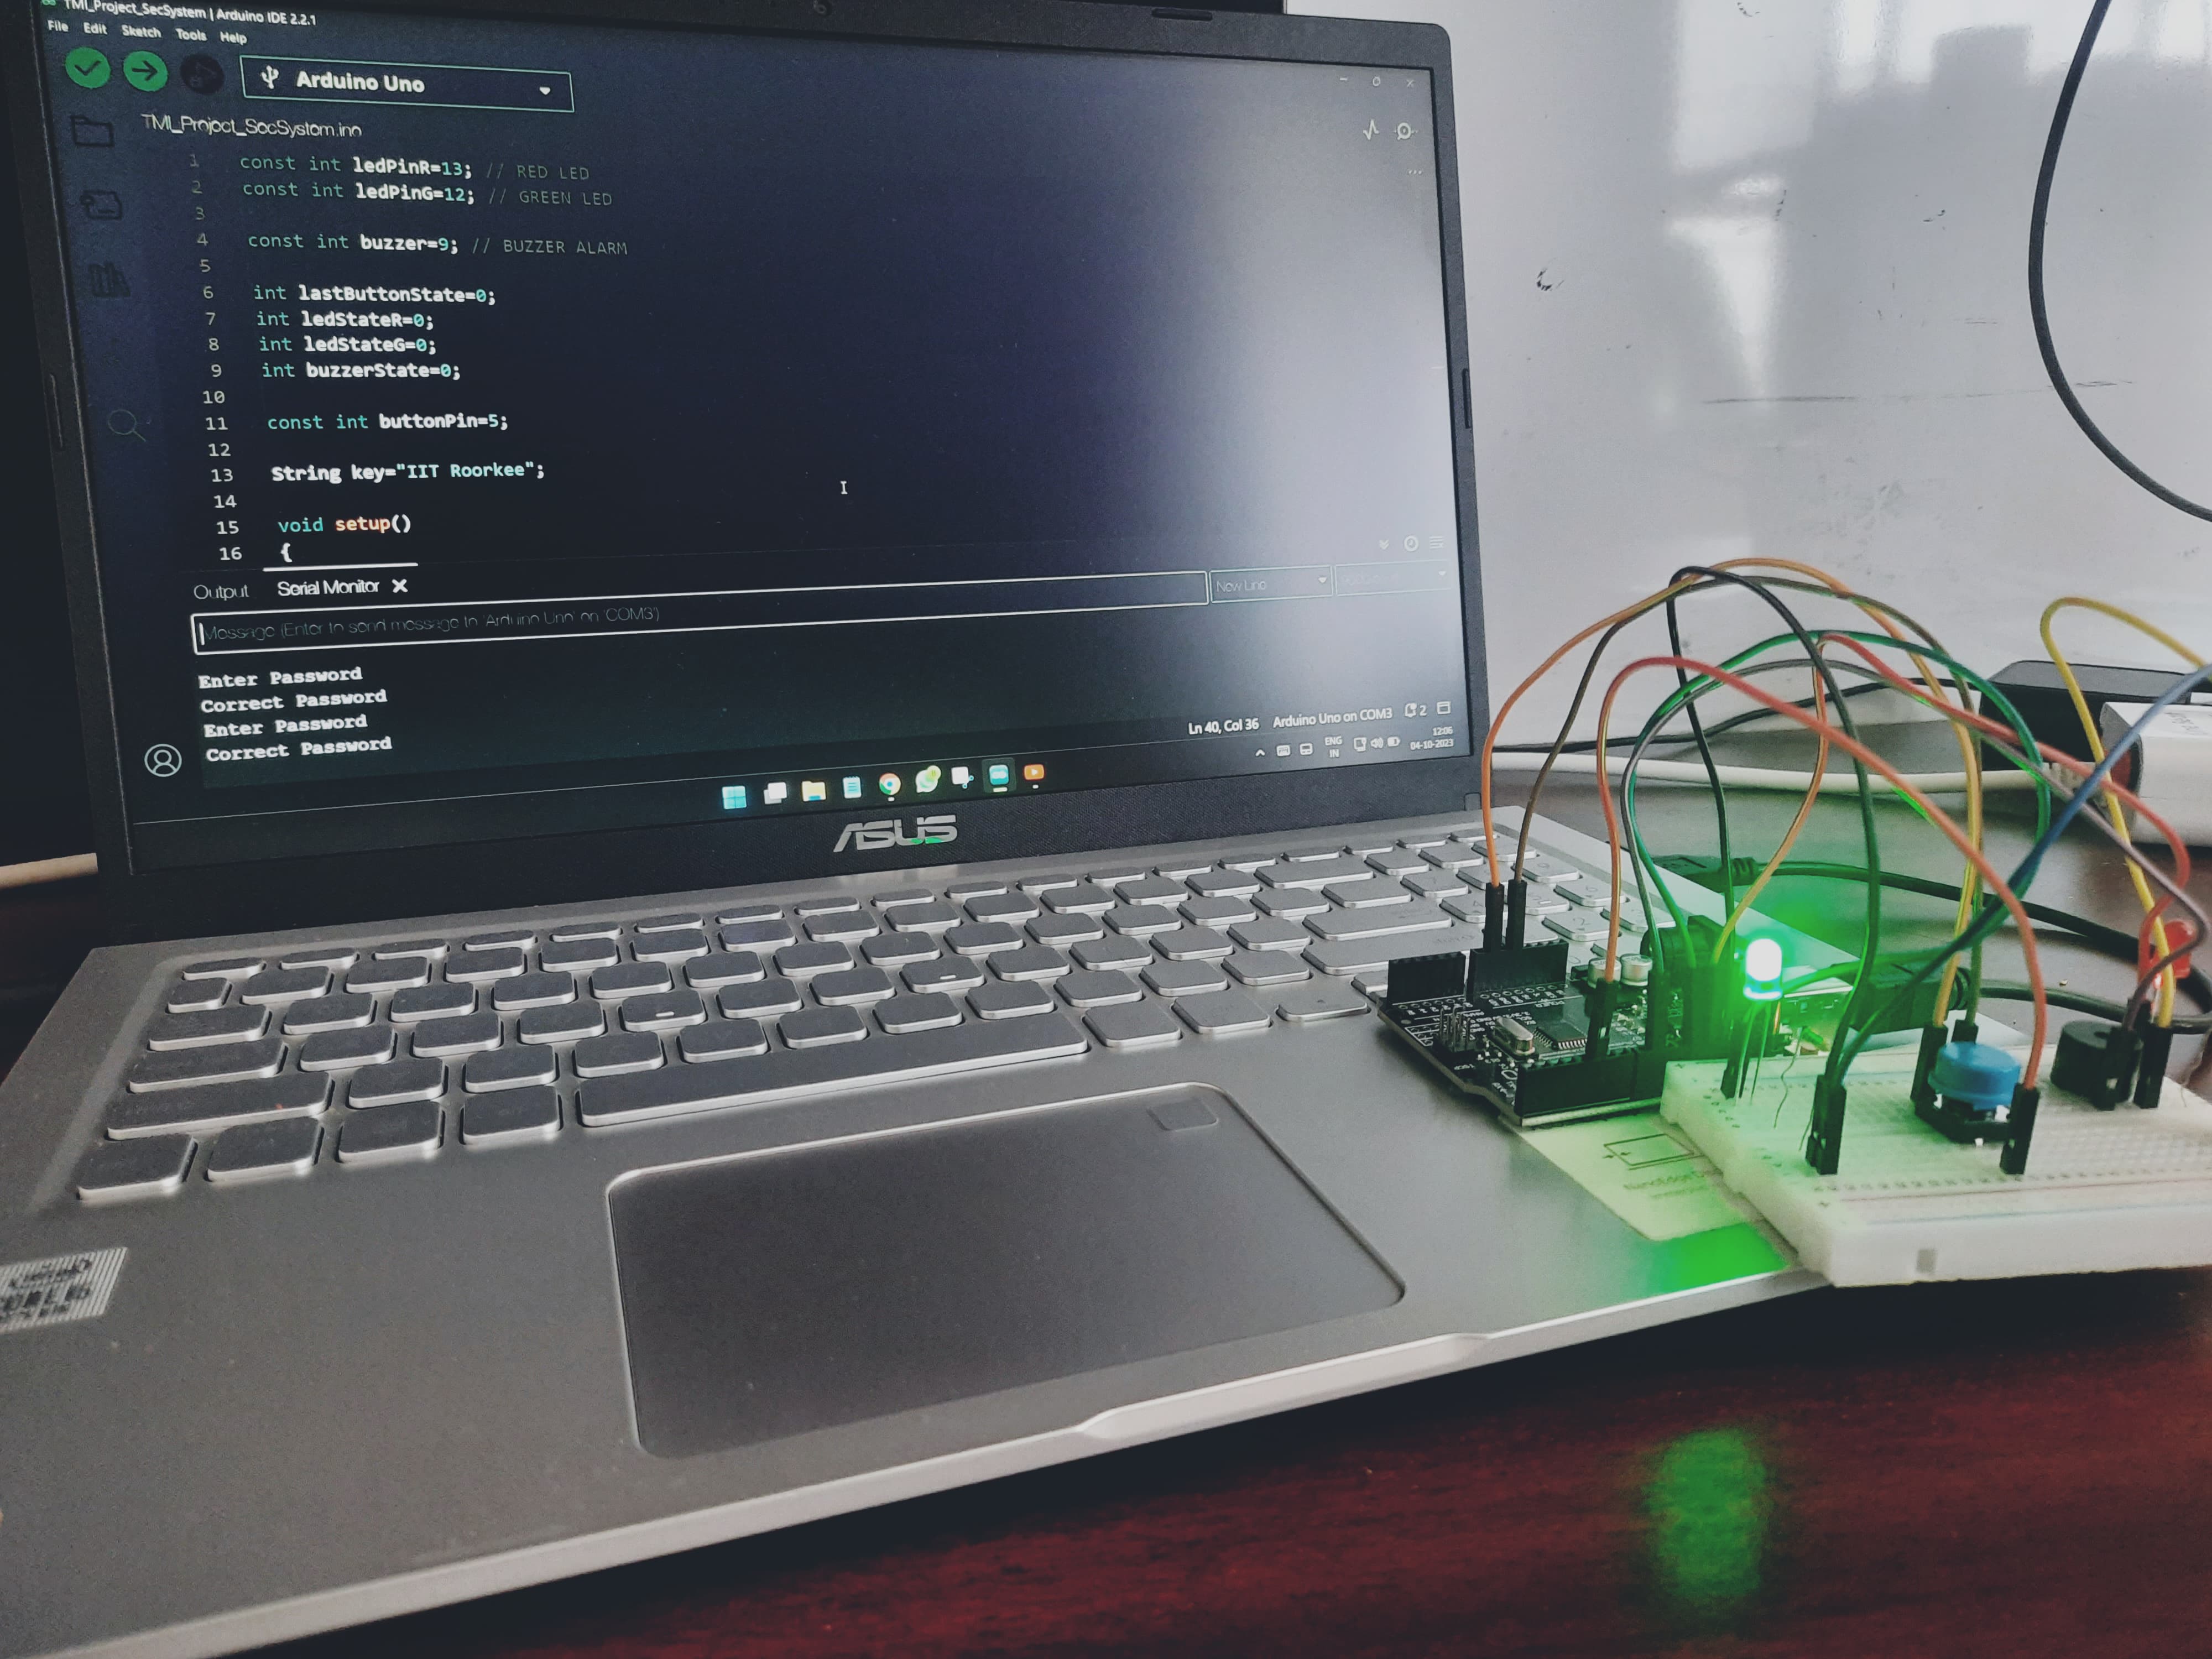 TMI_Project_SecSystem | Arduino IDE 2.2.1
File Edit Sketch Tools Help
Arduino Uno
TMI_Project_SecSystem.ino
1 const int ledPinR=13; // RED LED
2 const int ledPinG=12; // GREEN LED
3
4 const int buzzer=9; // BUZZER ALARM
5
6 int lastButtonState=0;
7 int ledStateR=0;
8 int ledStateG=0;
9 int buzzerState=0;
10
11 const int buttonPin=5;
12
13 String key="IIT Roorkee";
14
15 void setup()
16 {
Output Serial Monitor
Message (Enter to send message to 'Arduino Uno' on 'COM3')
New Line
Enter Password
Correct Password
Enter Password
Correct Password
Ln 40, Col 36 Arduino Uno on COM3 2
ENG
IN
12:06
04-10-2023
ASUS